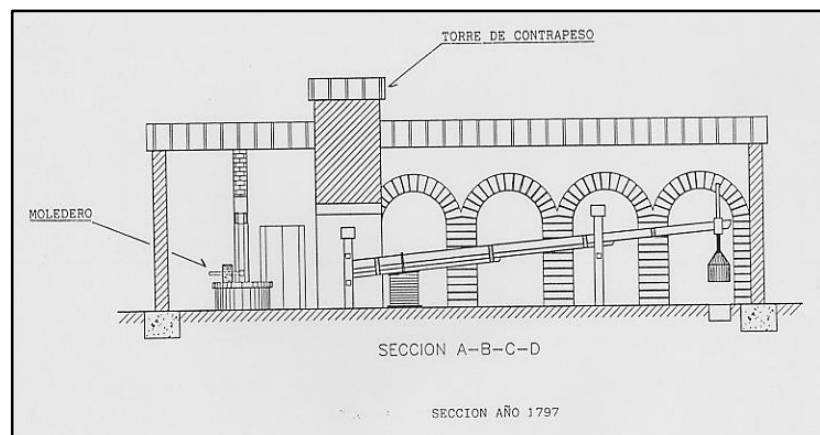 TORRE DE CONTRAPESO
MOLEDERO
SECCION A-B-C-D
SECCION AÑO 1797